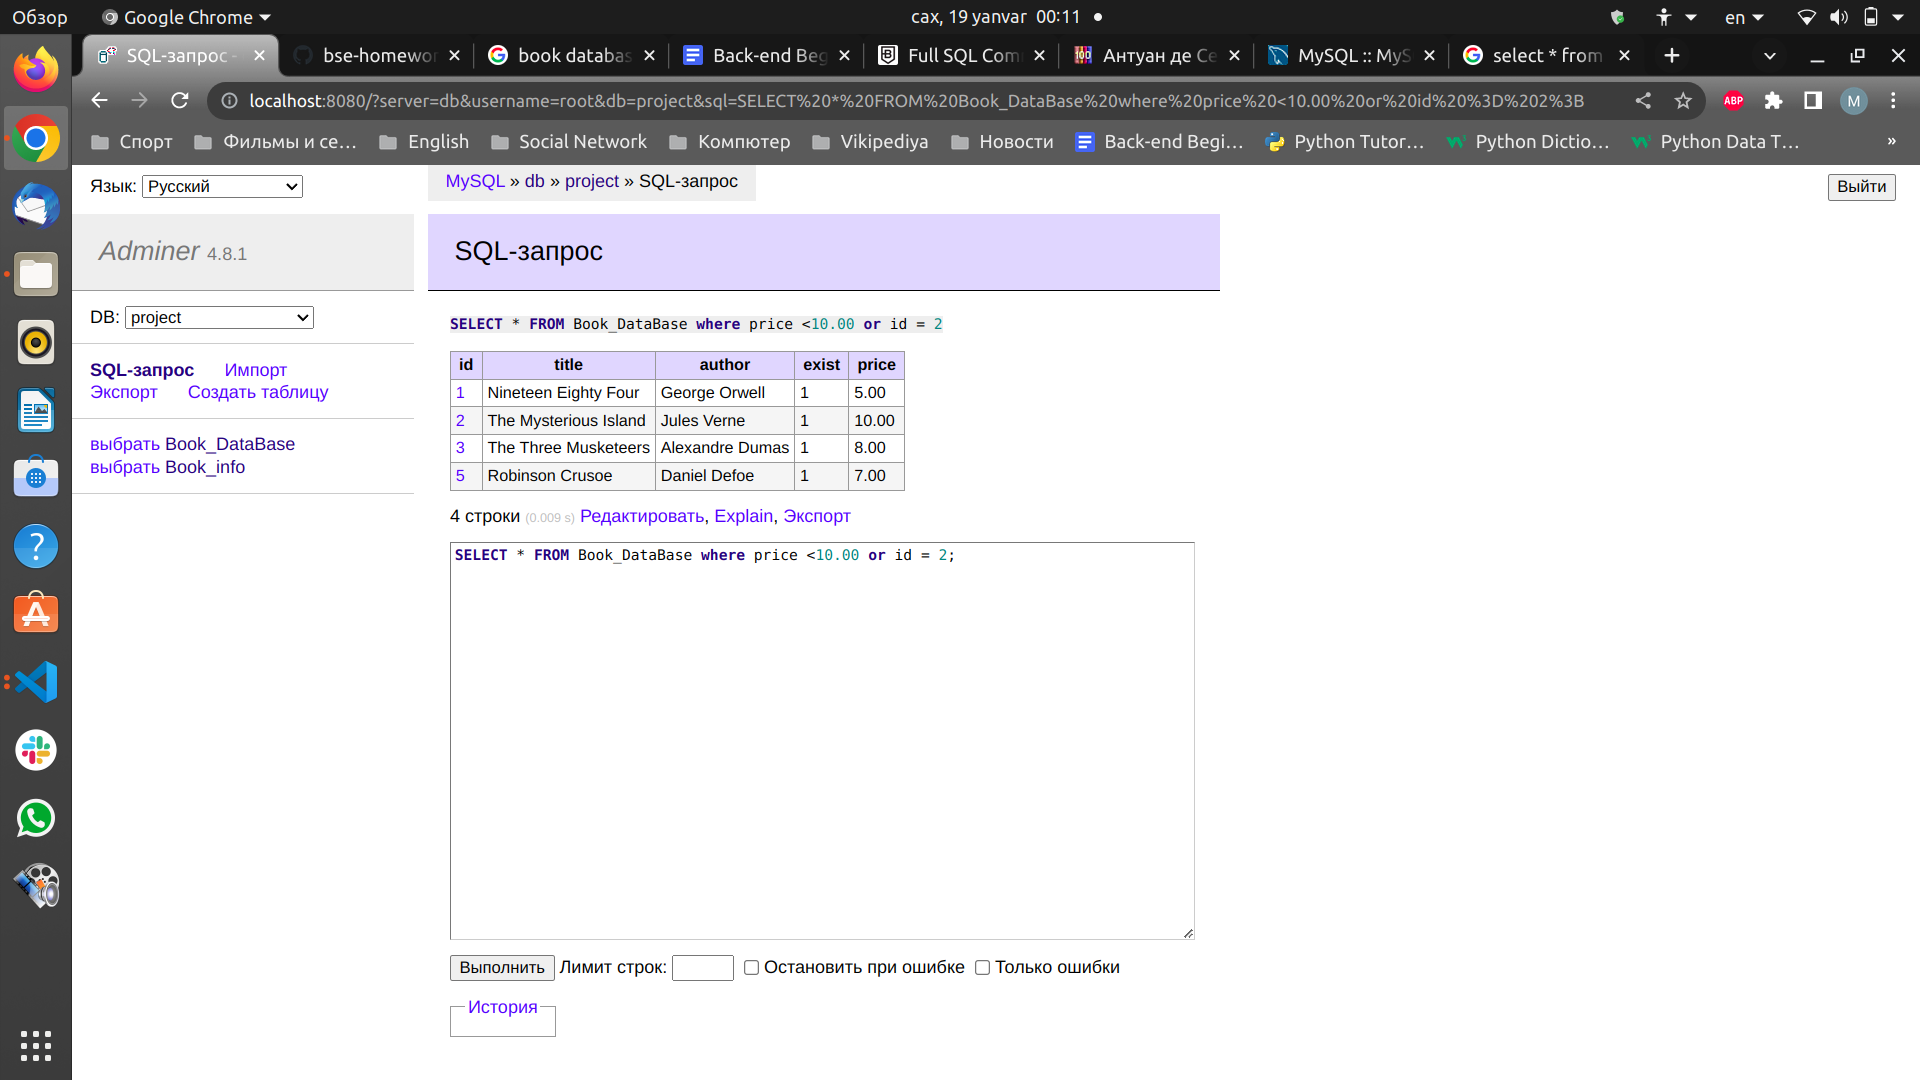 Обзор Google Chrome сах, 19 yanvar 00:11 en
SQL-запрос - bse-homewor book databas Back-end Beg Full SQL Com Антуан де Се MySQL :: MyS select * from
localhost:8080/?server=db&username=root&db=project&sql=SELECT%20*%20FROM%20Book_DataBase%20where%20price%20<10.00%20or%20id%20%3D%202%3B ABP M
Спорт Фильмы и се... English Social Network Компютер Vikipediya Новости Back-end Begi... Python Tutor... Python Dictio... Python Data T... »
Язык: Русский MySQL » db » project » SQL-запрос Выйти
Adminer 4.8.1
SQL-запрос
DB: project
SQL-запрос Импорт
Экспорт Создать таблицу
выбрать Book_DataBase
выбрать Book_info
SELECT * FROM Book_DataBase where price <10.00 or id = 2
id title author exist price
1 Nineteen Eighty Four George Orwell 1 5.00
2 The Mysterious Island Jules Verne 1 10.00
3 The Three Musketeers Alexandre Dumas 1 8.00
5 Robinson Crusoe Daniel Defoe 1 7.00
4 строки (0.009 s) Редактировать, Explain, Экспорт
SELECT * FROM Book_DataBase where price <10.00 or id = 2;
Выполнить Лимит строк: Остановить при ошибке Только ошибки
История